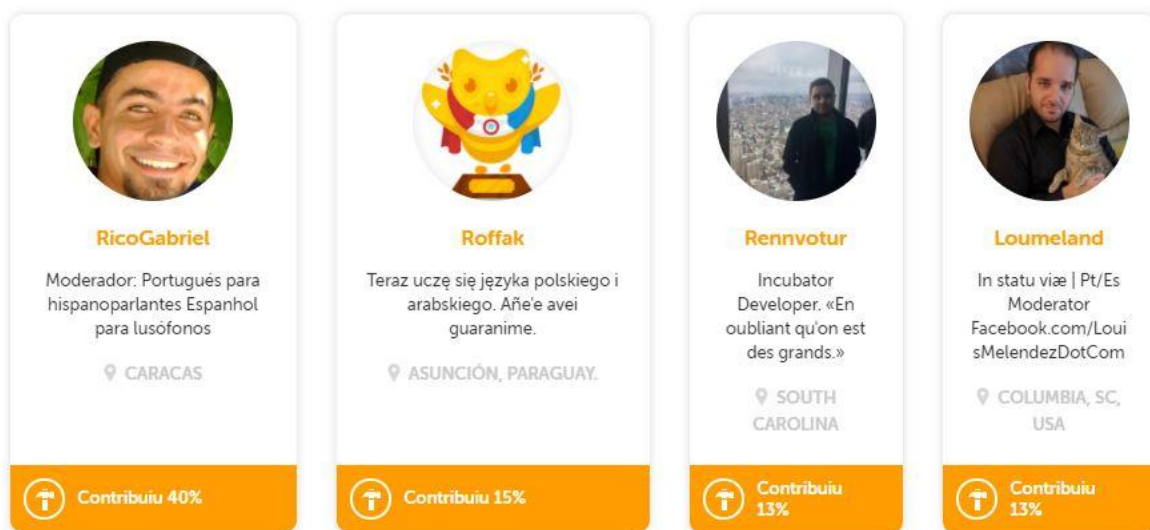 RicoGabriel
Moderador: Portugués para
hispanoparlantes Espanhol
para lusófonos
CARACAS
Contribuiu 40%
Roffak
Teraz uczę się języka polskiego i
arabskiego. Añe'e avei
guaranime.
ASUNCIÓN, PARAGUAY.
Contribuiu 15%
Rennvotur
Incubator
Developer. «En
oubliant qu'on est
des grands.»
SOUTH
CAROLINA
Contribuiu
13%
Loumeland
In statu viæ | Pt/Es
Moderator
Facebook.com/Loui
sMelendezDotCom
COLUMBIA, SC,
USA
Contribuiu
13%